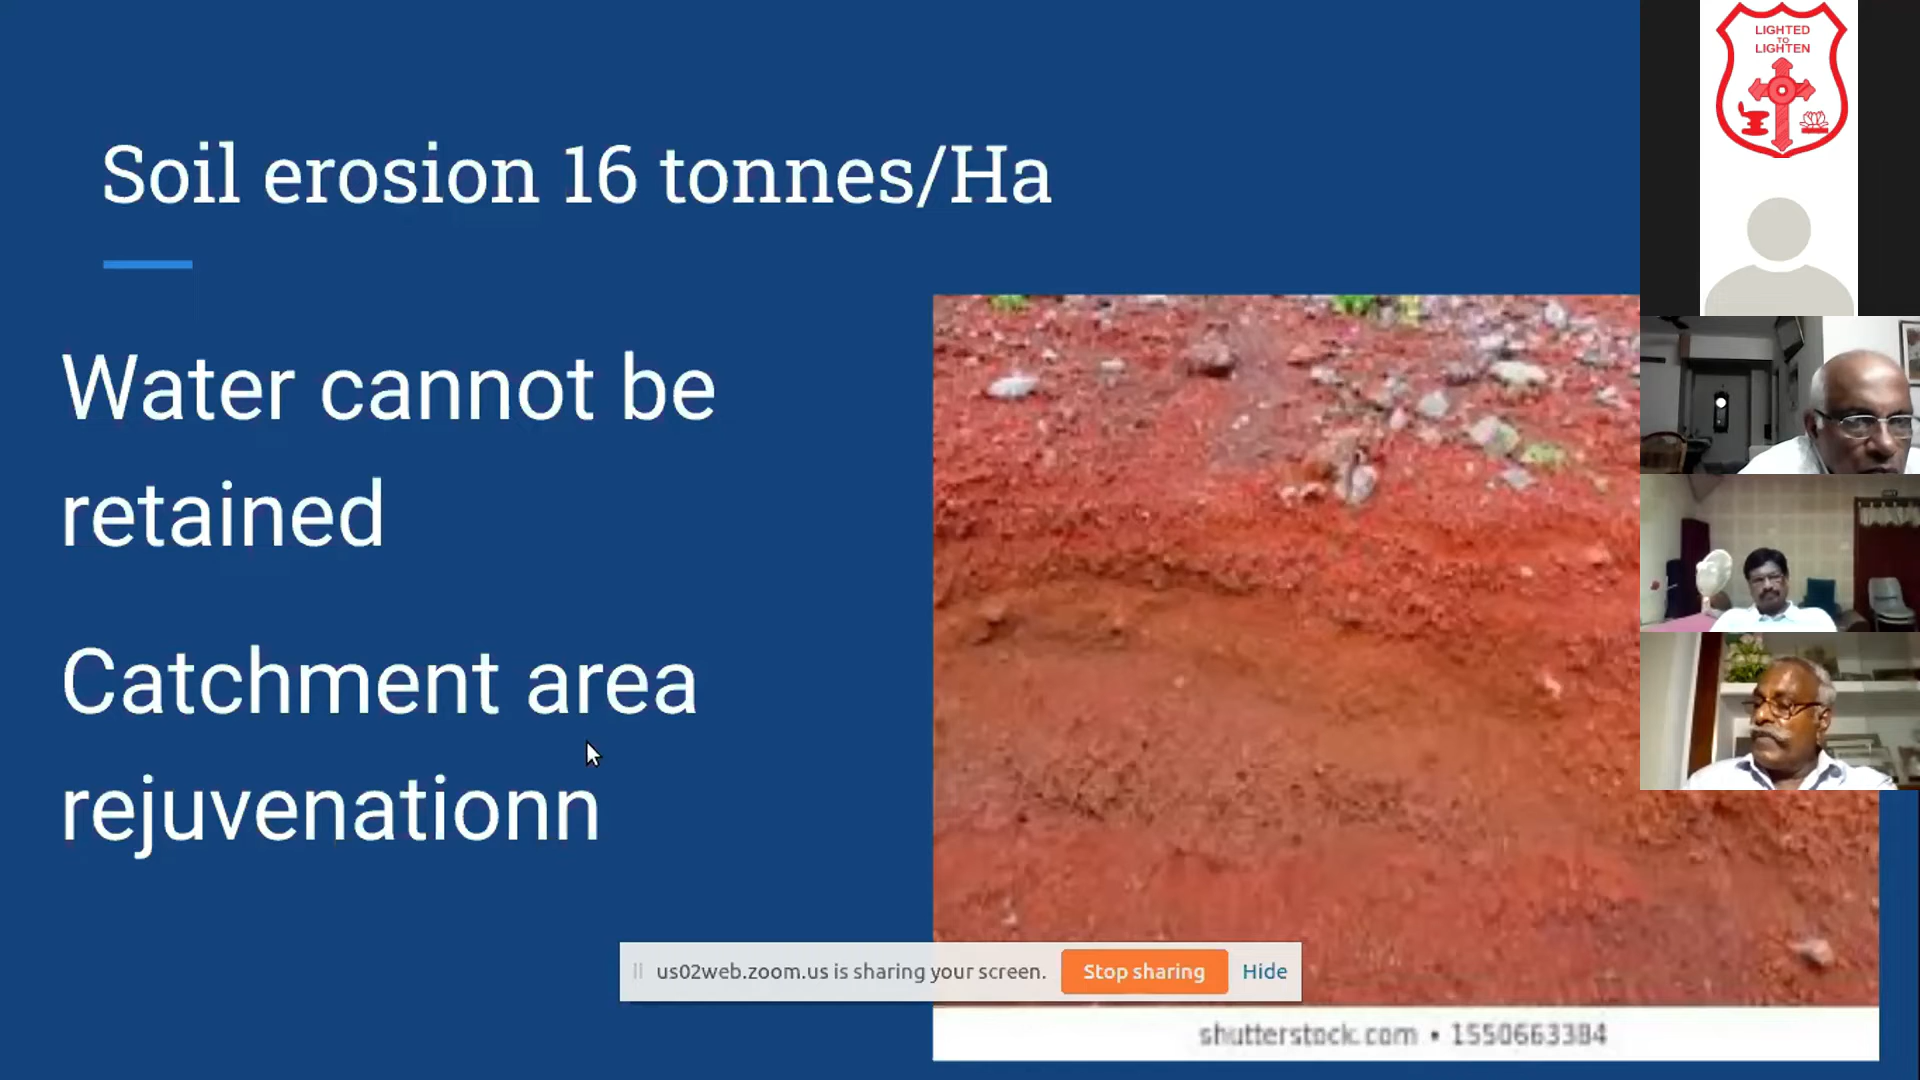 Soil erosion 16 tonnes/Ha
Water cannot be
retained
Catchment area
rejuvenationn
LIGHTED
TO
LIGHTEN
us02web.zoom.us is sharing your screen.
Stop sharing
Hide
shutterstock.com • 1550663384